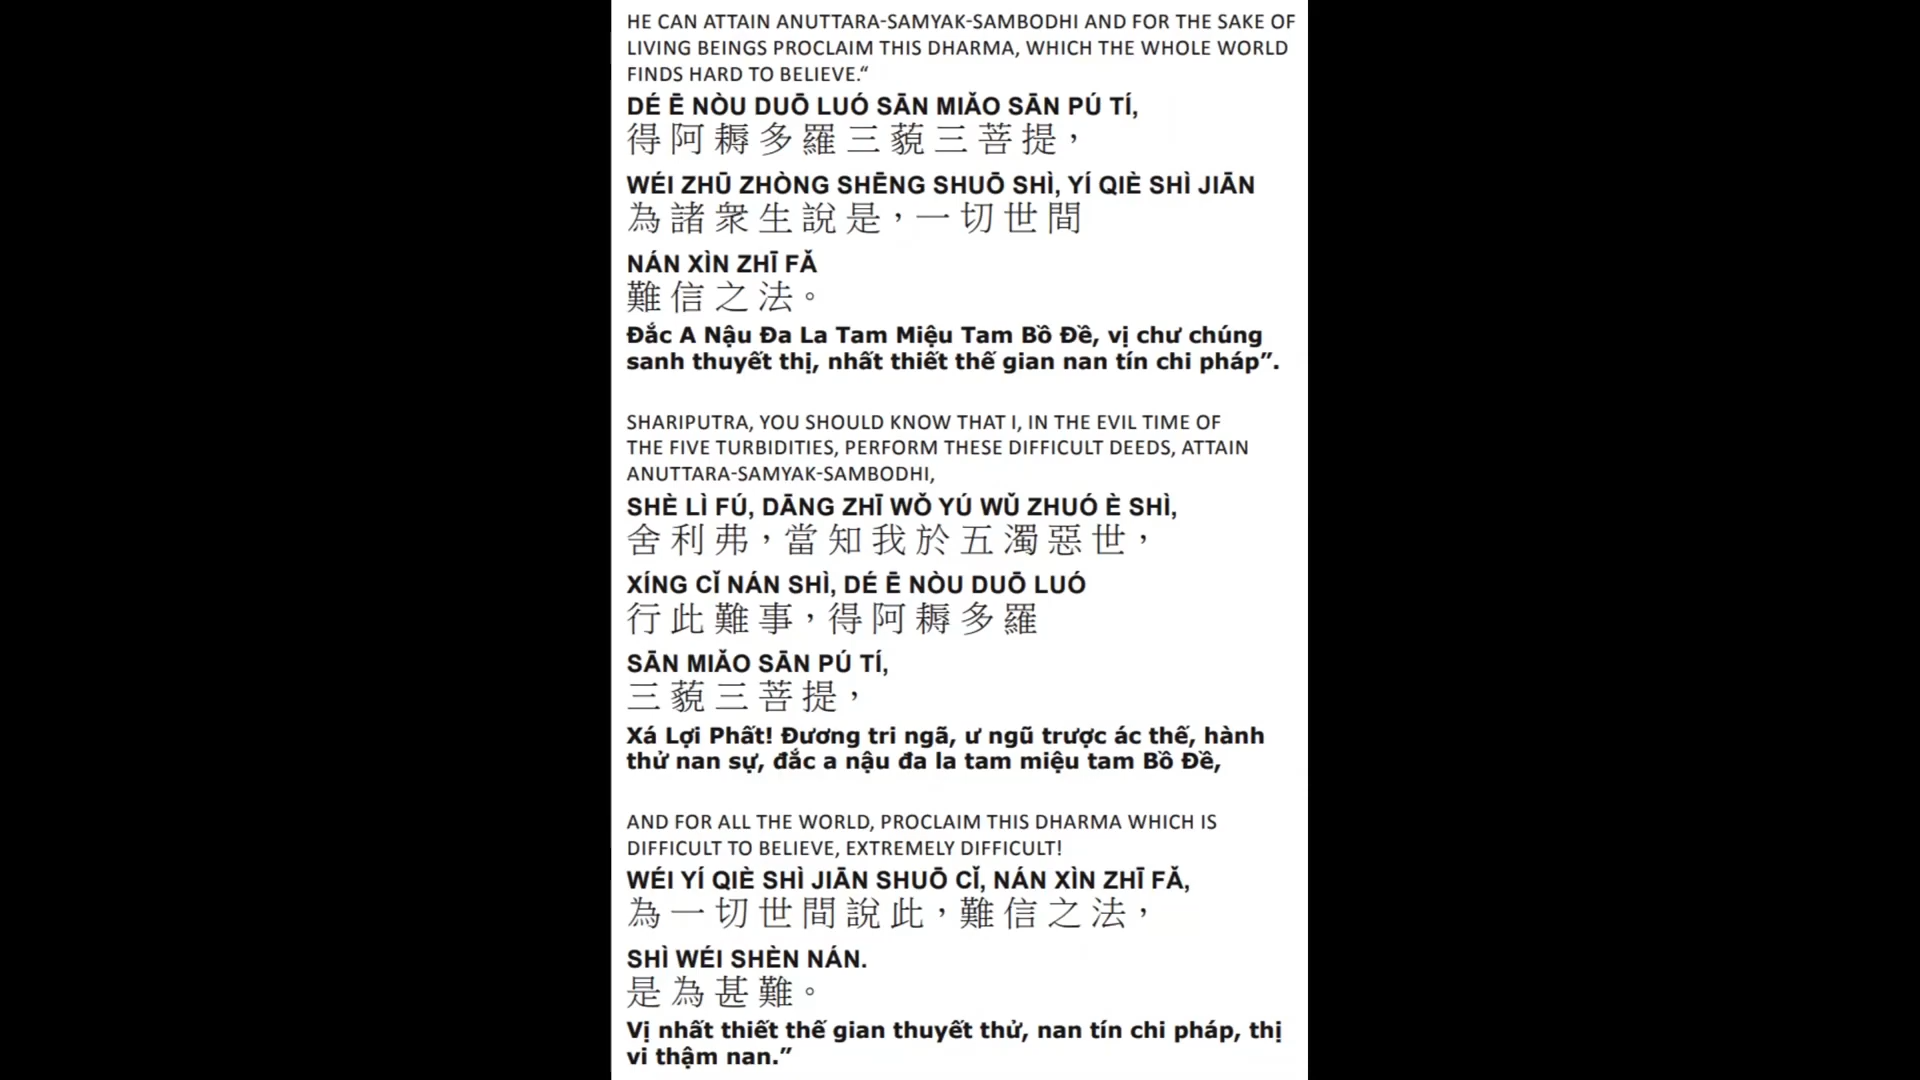 HE CAN ATTAIN ANUTTARA-SAMYAK-SAMBODHI AND FOR THE SAKE OF
LIVING BEINGS PROCLAIM THIS DHARMA, WHICH THE WHOLE WORLD
FINDS HARD TO BELIEVE.“
DÉ Ē NÒU DUŌ LUÓ SĀN MIǍO SĀN PÚ TÍ,
得阿耨多羅三藐三菩提，
WÉI ZHŪ ZHÒNG SHĒNG SHUŌ SHÌ, YÍ QIÈ SHÌ JIĀN
為諸衆生說是，一切世間
NÁN XÌN ZHĪ FǍ
難信之法。
Đắc A Nậu Đa La Tam Miệu Tam Bồ Đề, vị chư chúng
sanh thuyết thị, nhất thiết thế gian nan tín chi pháp”.
SHARIPUTRA, YOU SHOULD KNOW THAT I, IN THE EVIL TIME OF
THE FIVE TURBIDITIES, PERFORM THESE DIFFICULT DEEDS, ATTAIN
ANUTTARA-SAMYAK-SAMBODHI,
SHÈ LÌ FÚ, DĀNG ZHĪ WǑ YÚ WǓ ZHUÓ È SHÌ,
舍利弗，當知我於五濁惡世，
XÍNG CǏ NÁN SHÌ, DÉ Ē NÒU DUŌ LUÓ
行此難事，得阿耨多羅
SĀN MIǍO SĀN PÚ TÍ,
三藐三菩提，
Xá Lợi Phất! Đương tri ngã, ư ngũ trược ác thế, hành
thử nan sự, đắc a nậu đa la tam miệu tam Bồ Đề,
AND FOR ALL THE WORLD, PROCLAIM THIS DHARMA WHICH IS
DIFFICULT TO BELIEVE, EXTREMELY DIFFICULT!
WÉI YÍ QIÈ SHÌ JIĀN SHUŌ CǏ, NÁN XÌN ZHĪ FǍ,
為一切世間說此，難信之法，
SHÌ WÉI SHÈN NÁN.
是為甚難。
Vị nhất thiết thế gian thuyết thử, nan tín chi pháp, thị
vi thậm nan.”